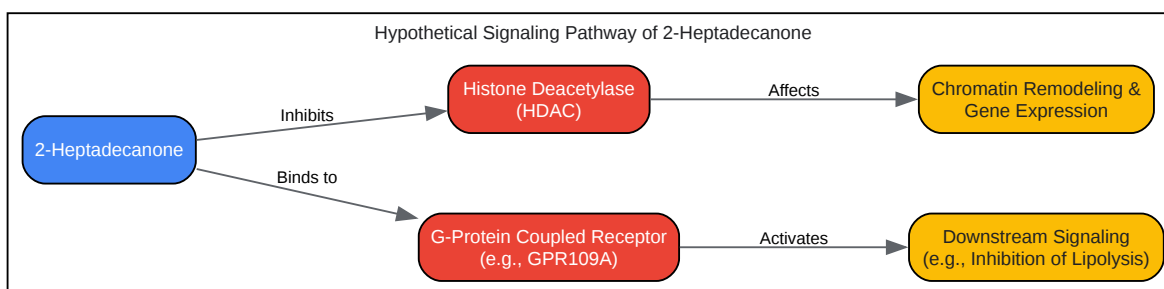 Hypothetical Signaling Pathway of 2-Heptadecanone
2-Heptadecanone
Inhibits
Histone Deacetylase
(HDAC)
Affects
Chromatin Remodeling &
Gene Expression
Binds to
G-Protein Coupled Receptor
(e.g., GPR109A)
Activates
Downstream Signaling
(e.g., Inhibition of Lipolysis)